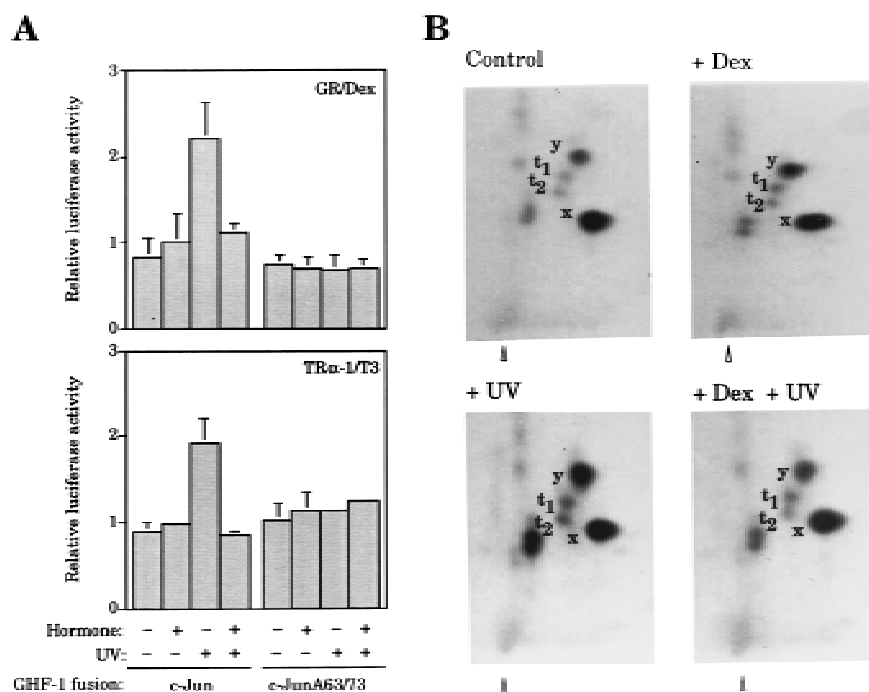 A
B
3
2
1
0
Relative luciferase activity
GR/Dex
3
2
1
0
Relative luciferase activity
TRα-1/T3
Hormone: – + – + – + – +
UV: – – + + – – + +
GHF-1 fusion: c-Jun c-JunA63/73
Control
y
t1
t2
x
+ Dex
y
t1
t2
x
+ UV
y
t1
t2
x
+ Dex + UV
y
t1
t2
x